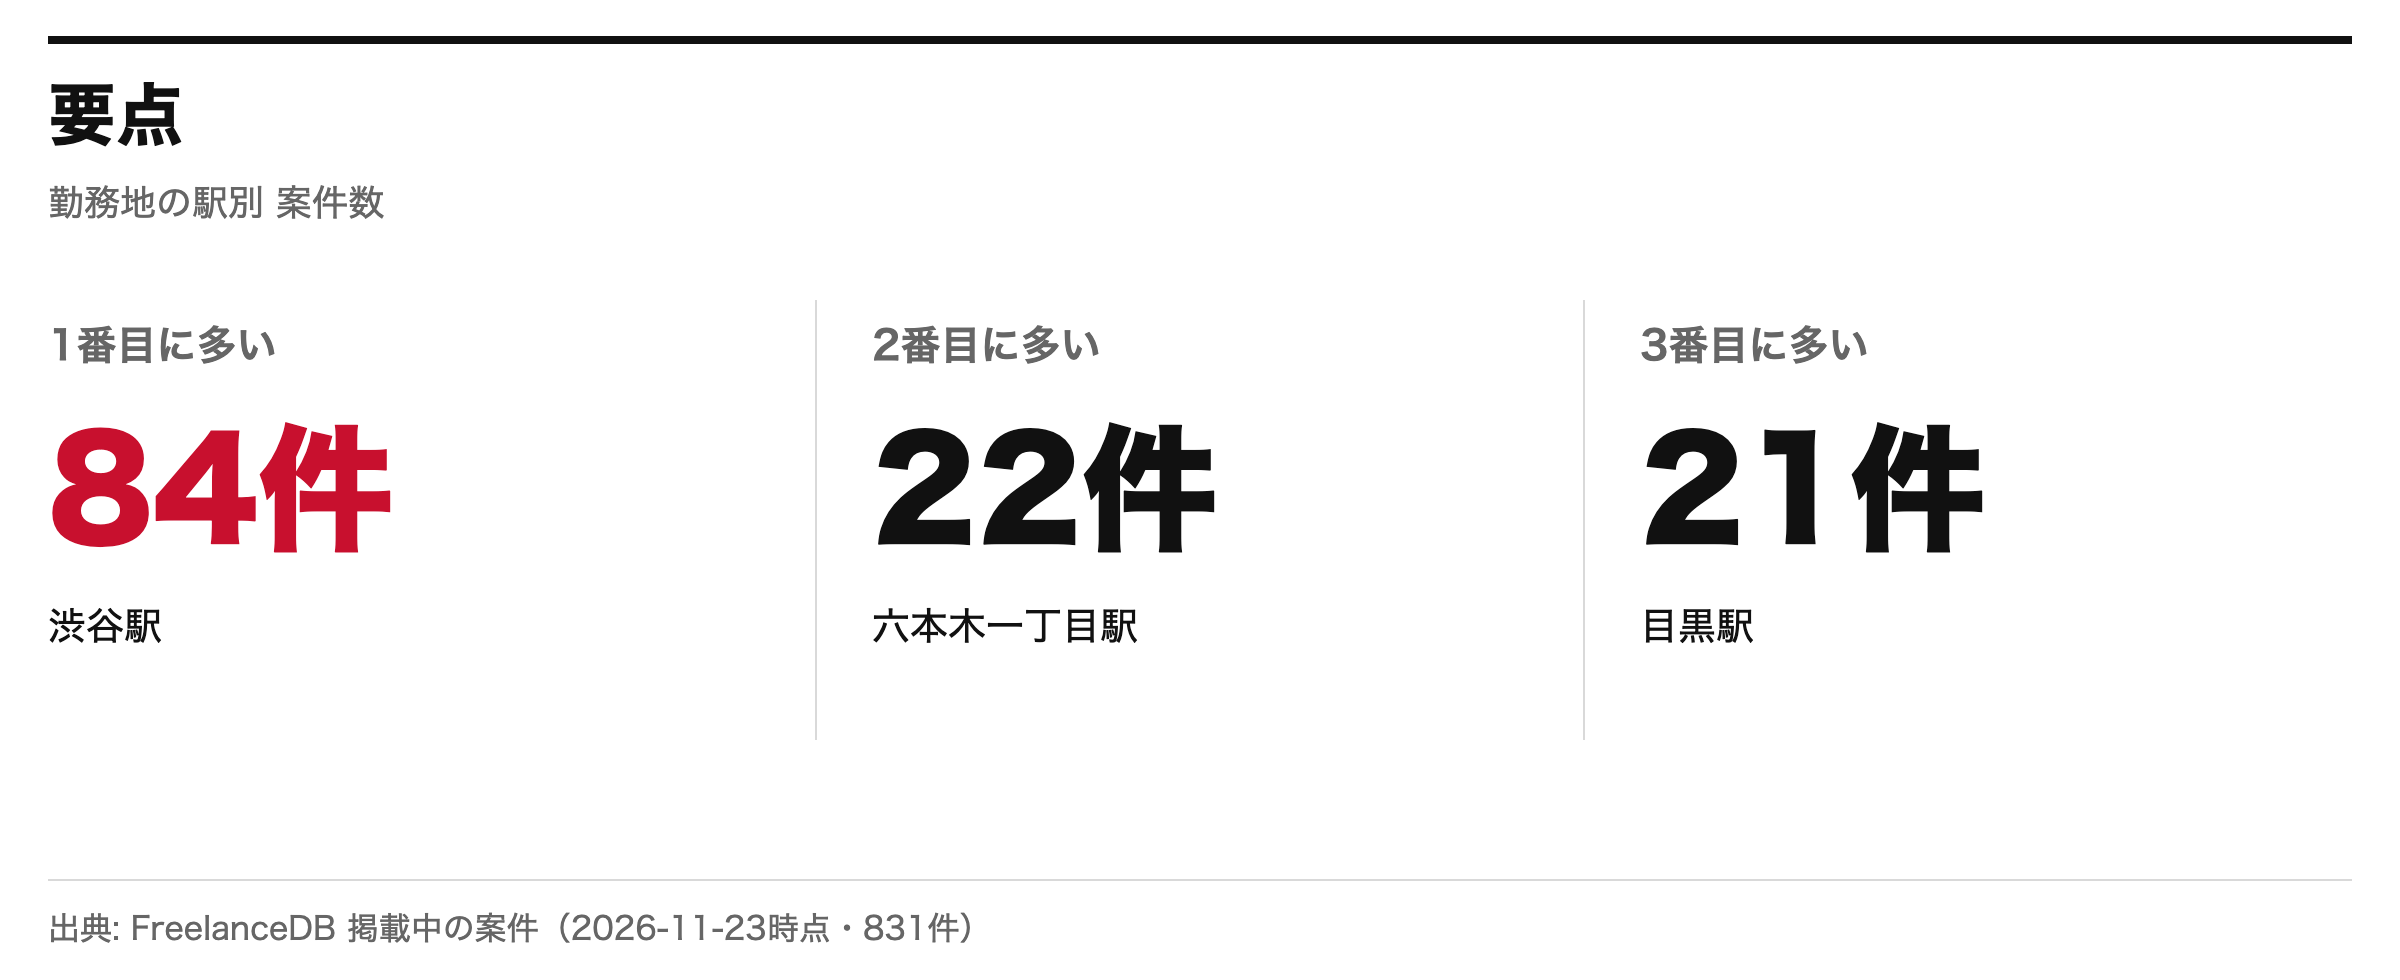 要点
勤務地の駅別 案件数
1番目に多い
84件
渋谷駅
2番目に多い
22件
六本木一丁目駅
3番目に多い
21件
目黒駅
出典: FreelanceDB 掲載中の案件（2026-11-23時点・831件）